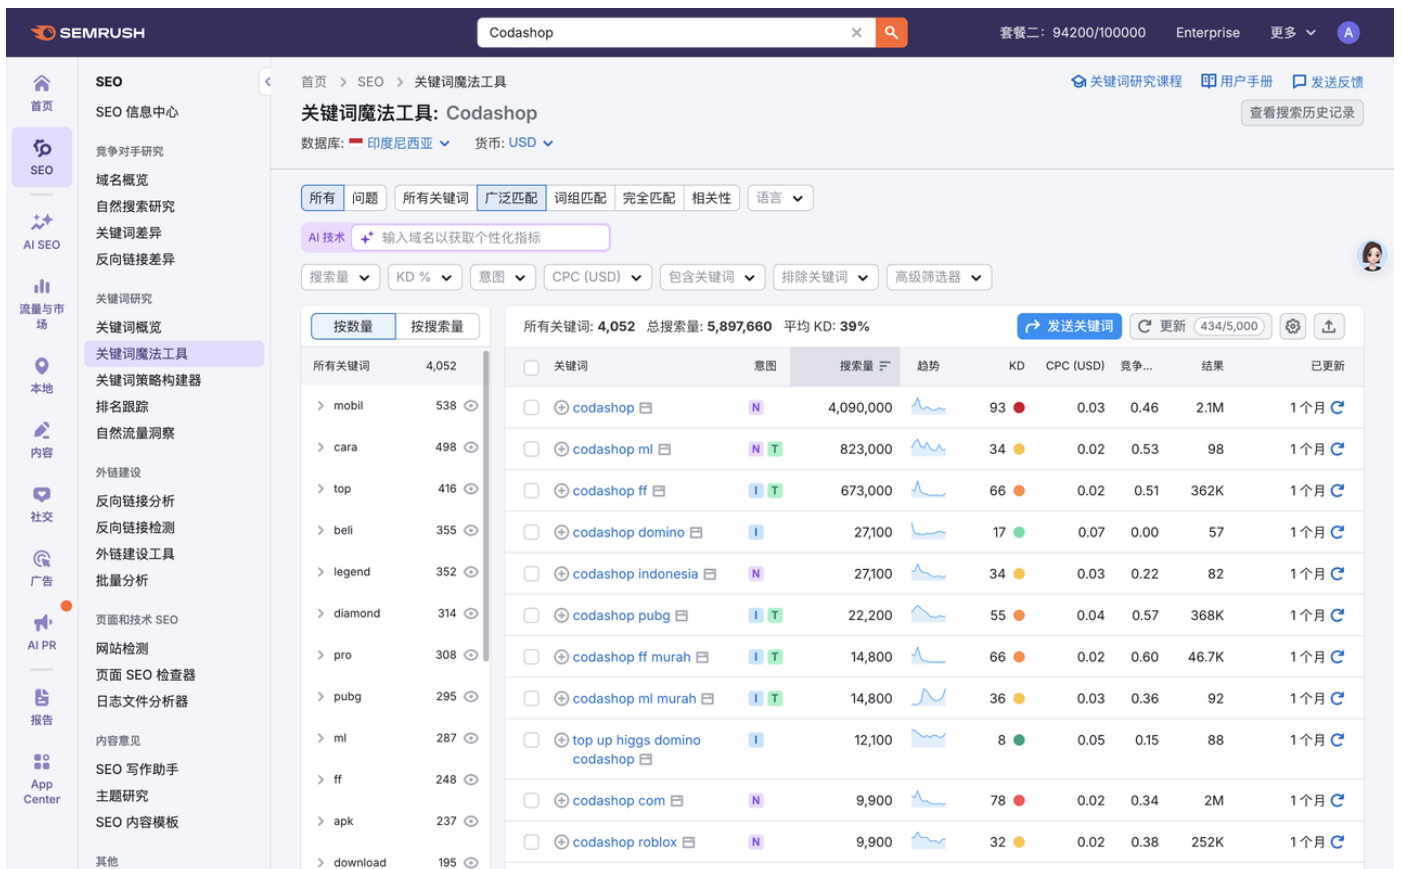 SEMRUSH
Codashop
套餐二：94200/100000
Enterprise
更多
A
首页
SEO
AI SEO
流量与市
场
本地
内容
社交
广告
AI PR
报告
App
Center
SEO
SEO 信息中心
竞争对手研究
域名概览
自然搜索研究
关键词差异
反向链接差异
关键词研究
关键词概览
关键词魔法工具
关键词策略构建器
排名跟踪
自然流量洞察
外链建设
反向链接分析
反向链接检测
外链建设工具
批量分析
页面和技术 SEO
网站检测
页面 SEO 检查器
日志文件分析器
内容意见
SEO 写作助手
主题研究
SEO 内容模板
其他
首页 > SEO > 关键词魔法工具
关键词研究课程 用户手册 发送反馈
关键词魔法工具: Codashop
查看搜索历史记录
数据库: 印度尼西亚 货币: USD
所有 问题 所有关键词 广泛匹配 词组匹配 完全匹配 相关性 语言
AI 技术 输入域名以获取个性化指标
搜索量 KD % 意图 CPC (USD) 包含关键词 排除关键词 高级筛选器
按数量 按搜索量
所有关键词 4,052
mobil 538
cara 498
top 416
beli 355
legend 352
diamond 314
pro 308
pubg 295
ml 287
ff 248
apk 237
download 195
所有关键词: 4,052 总搜索量: 5,897,660 平均 KD: 39%
发送关键词 更新 434/5,000
关键词 意图 搜索量 趋势 KD CPC (USD) 竞争... 结果 已更新
codashop N 4,090,000 93 0.03 0.46 2.1M 1 个月
codashop ml N T 823,000 34 0.02 0.53 98 1 个月
codashop ff I T 673,000 66 0.02 0.51 362K 1 个月
codashop domino I 27,100 17 0.07 0.00 57 1 个月
codashop indonesia N 27,100 34 0.03 0.22 82 1 个月
codashop pubg I T 22,200 55 0.04 0.57 368K 1 个月
codashop ff murah I T 14,800 66 0.02 0.60 46.7K 1 个月
codashop ml murah I T 14,800 36 0.03 0.36 92 1 个月
top up higgs domino I 12,100 8 0.05 0.15 88 1 个月
codashop
codashop com N 9,900 78 0.02 0.34 2M 1 个月
codashop roblox N 9,900 32 0.02 0.38 252K 1 个月